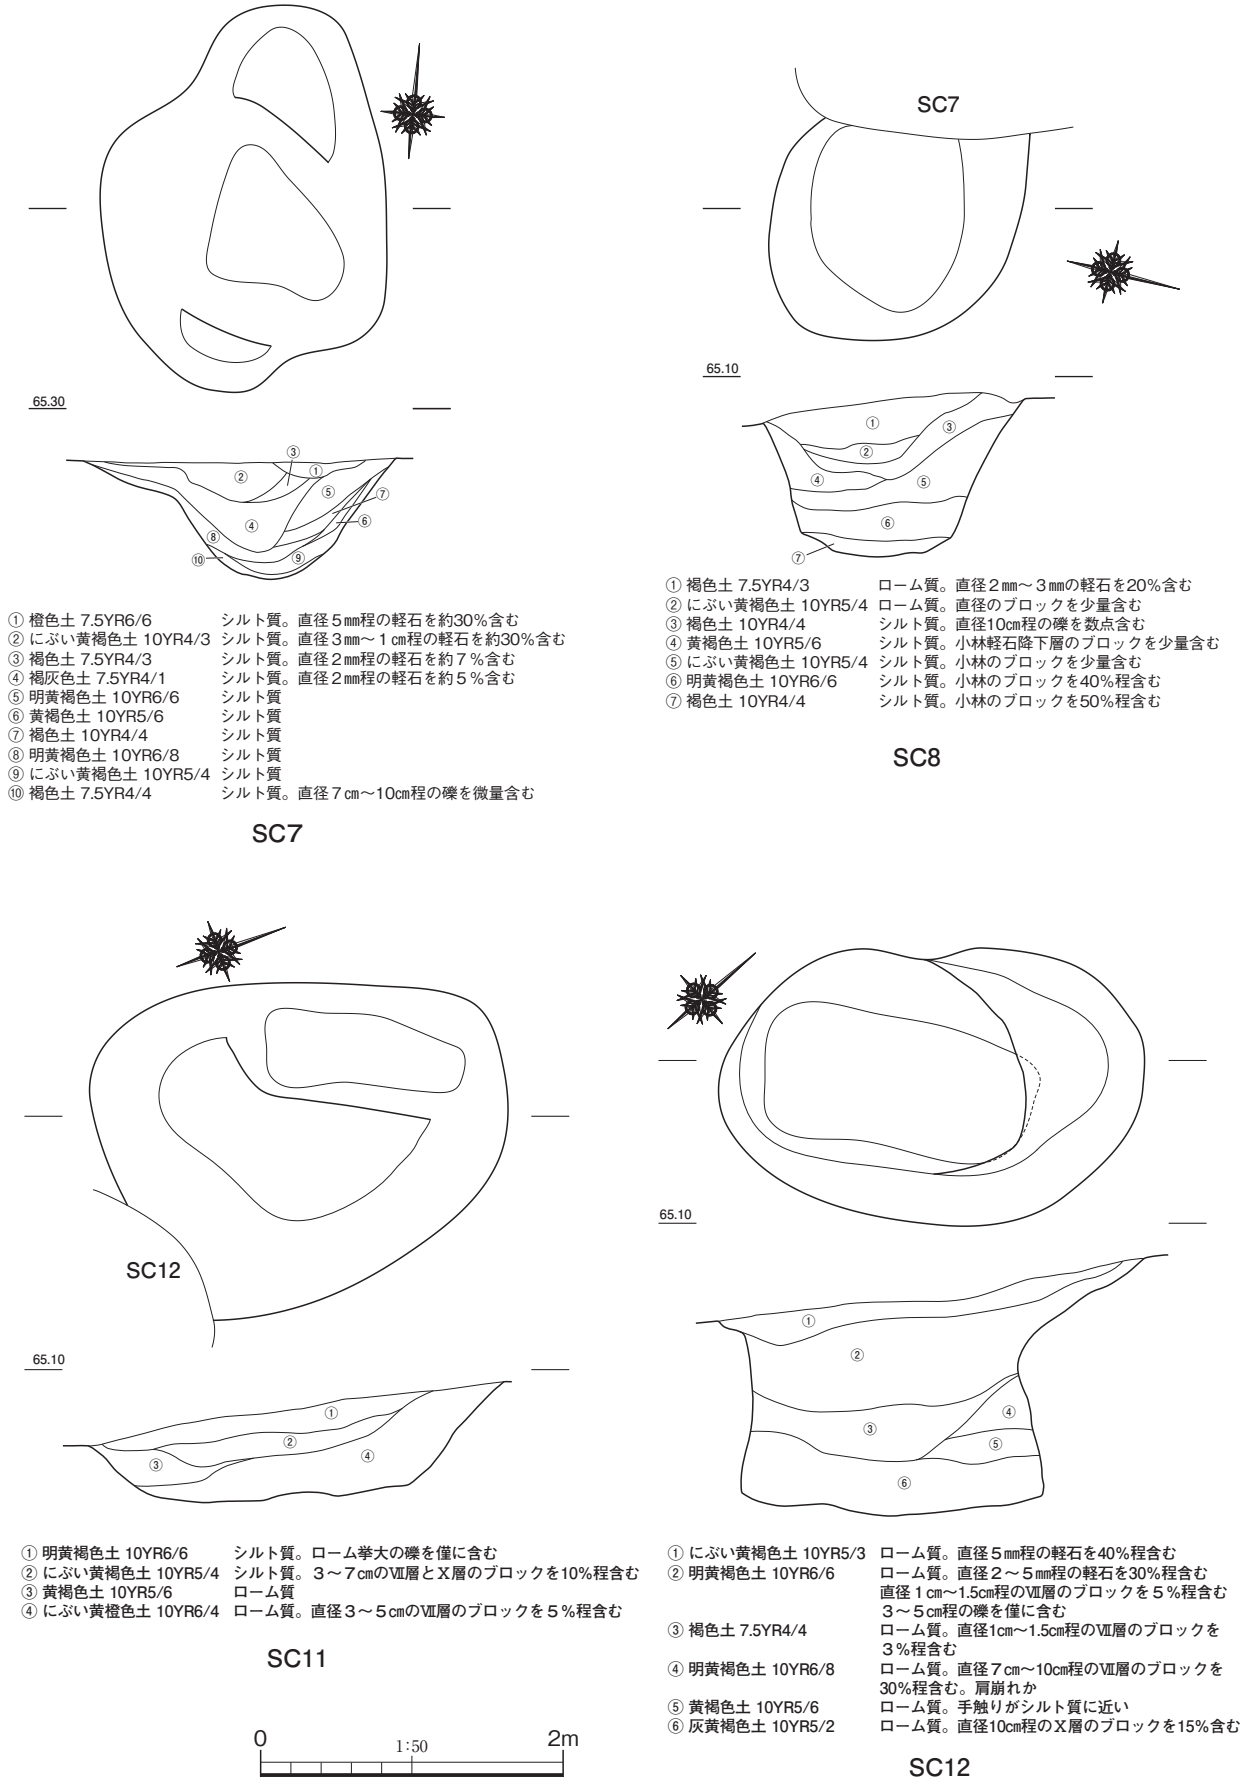 SC7
65.10
65.30
①
②
③
④
⑤
⑥
⑦
⑧
⑨
⑩
①
②
③
④
⑤
⑥
⑦
① 橙色土 7.5YR6/6 シルト質。直径５㎜程の軽石を約30%含む
② にぶい黄褐色土 10YR4/3 シルト質。直径３㎜～１㎝程の軽石を約30%含む
③ 褐色土 7.5YR4/3 シルト質。直径２㎜程の軽石を約７%含む
④ 褐灰色土 7.5YR4/1 シルト質。直径２㎜程の軽石を約５%含む
⑤ 明黄褐色土 10YR6/6 シルト質
⑥ 黄褐色土 10YR5/6 シルト質
⑦ 褐色土 10YR4/4 シルト質
⑧ 明黄褐色土 10YR6/8 シルト質
⑨ にぶい黄褐色土 10YR5/4 シルト質
⑩ 褐色土 7.5YR4/4 シルト質。直径７㎝～10㎝程の礫を微量含む
SC7
① 褐色土 7.5YR4/3 ローム質。直径２㎜～３㎜の軽石を20%含む
② にぶい黄褐色土 10YR5/4 ローム質。直径のブロックを少量含む
③ 褐色土 10YR4/4 シルト質。直径10㎝程の礫を数点含む
④ 黄褐色土 10YR5/6 シルト質。小林軽石降下層のブロックを少量含む
⑤ にぶい黄褐色土 10YR5/4 シルト質。小林のブロックを少量含む
⑥ 明黄褐色土 10YR6/6 シルト質。小林のブロックを40%程含む
⑦ 褐色土 10YR4/4 シルト質。小林のブロックを50%程含む
SC8
SC12
65.10
①
②
③
④
65.10
①
②
③
④
⑤
⑥
① 明黄褐色土 10YR6/6 シルト質。ローム拳大の礫を僅に含む
② にぶい黄褐色土 10YR5/4 シルト質。３～７㎝のⅦ層とⅩ層のブロックを10%程含む
③ 黄褐色土 10YR5/6 ローム質
④ にぶい黄橙色土 10YR6/4 ローム質。直径３～５㎝のⅦ層のブロックを５%程含む
SC11
① にぶい黄褐色土 10YR5/3 ローム質。直径５㎜程の軽石を40%程含む
② 明黄褐色土 10YR6/6 ローム質。直径２～５㎜程の軽石を30%程含む
直径１㎝～1.5㎝程のⅦ層のブロックを５%程含む
３～５㎝程の礫を僅に含む
③ 褐色土 7.5YR4/4 ローム質。直径1㎝～1.5㎝程のⅦ層のブロックを
３%程含む
④ 明黄褐色土 10YR6/8 ローム質。直径７㎝～10㎝程のⅦ層のブロックを
30%程含む。肩崩れか
⑤ 黄褐色土 10YR5/6 ローム質。手触りがシルト質に近い
⑥ 灰黄褐色土 10YR5/2 ローム質。直径10㎝程のⅩ層のブロックを15%含む
SC12
0 1:50 2m